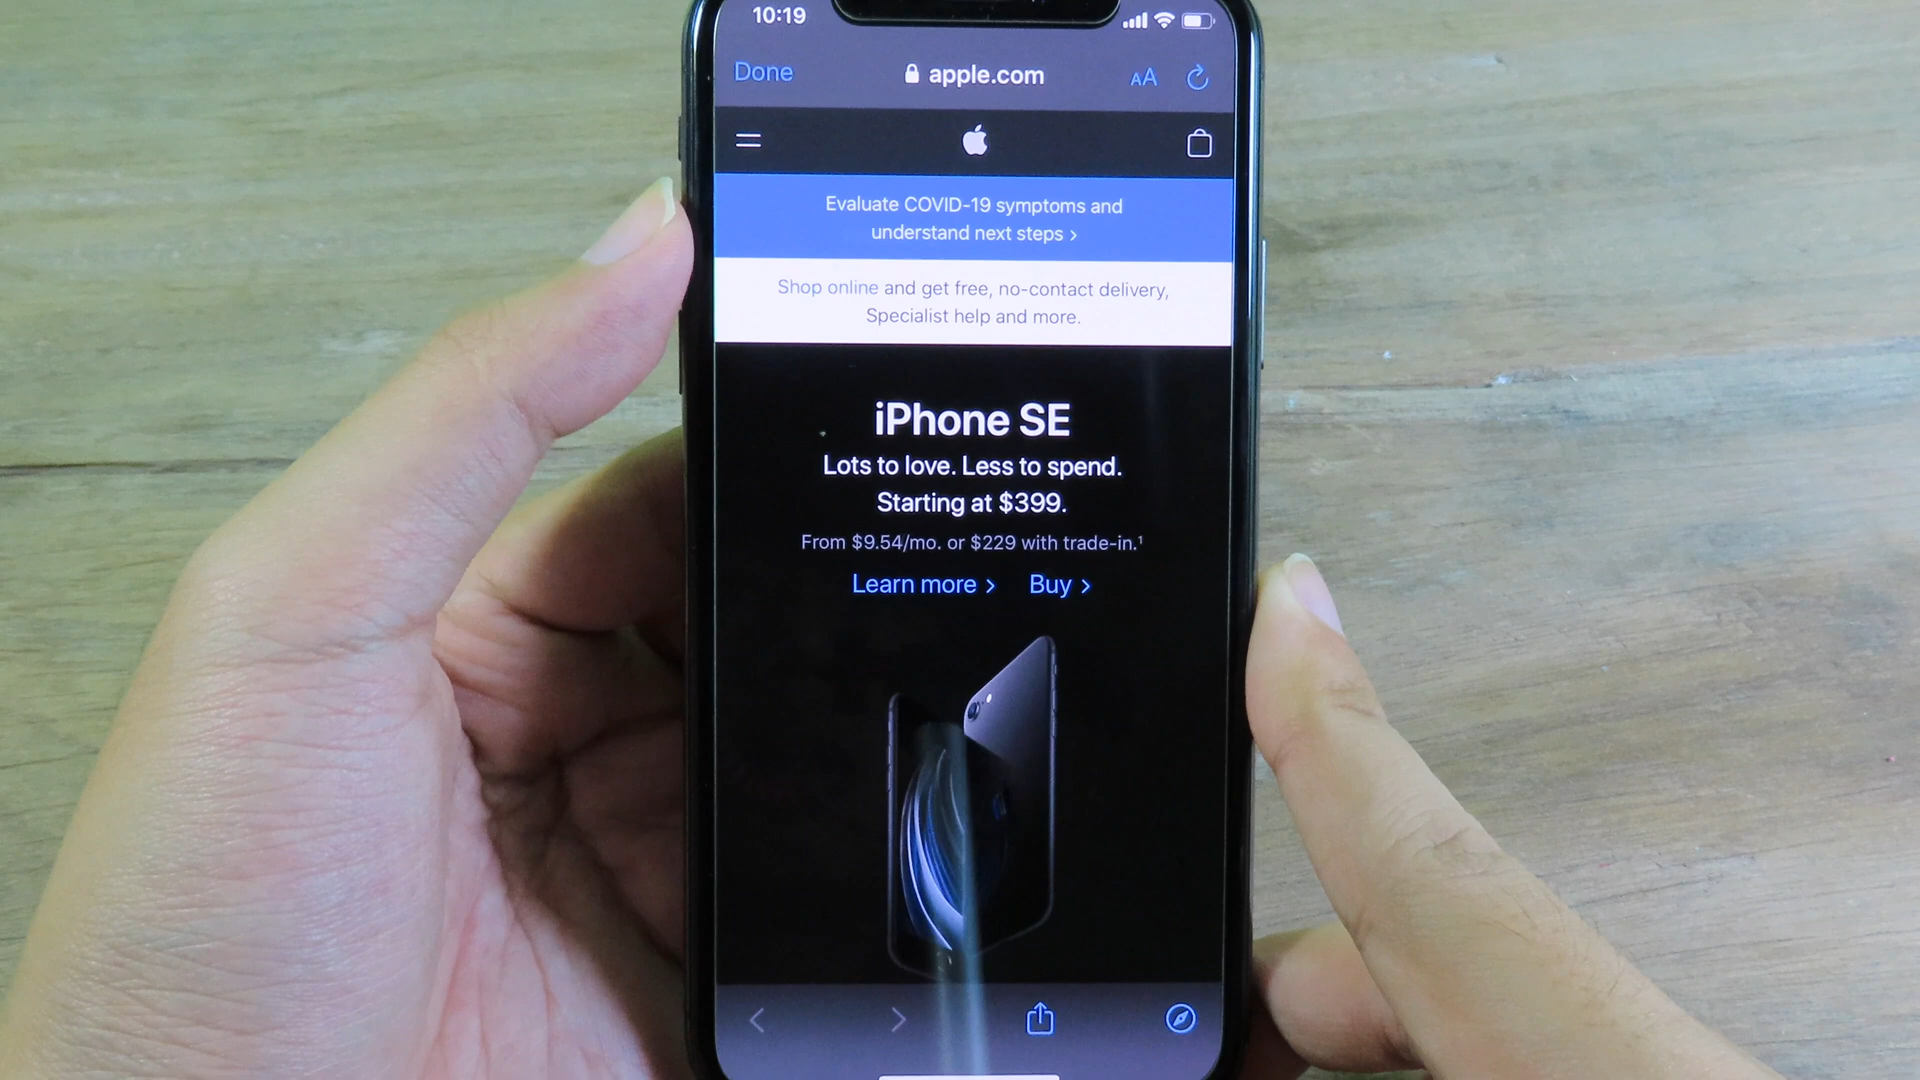 10:19
Done
apple.com
AA
Evaluate COVID-19 symptoms and
understand next steps >
Shop online and get free, no-contact delivery,
Specialist help and more.
iPhone SE
Lots to love. Less to spend.
Starting at $399.
From $9.54/mo. or $229 with trade-in.¹
Learn more > Buy >